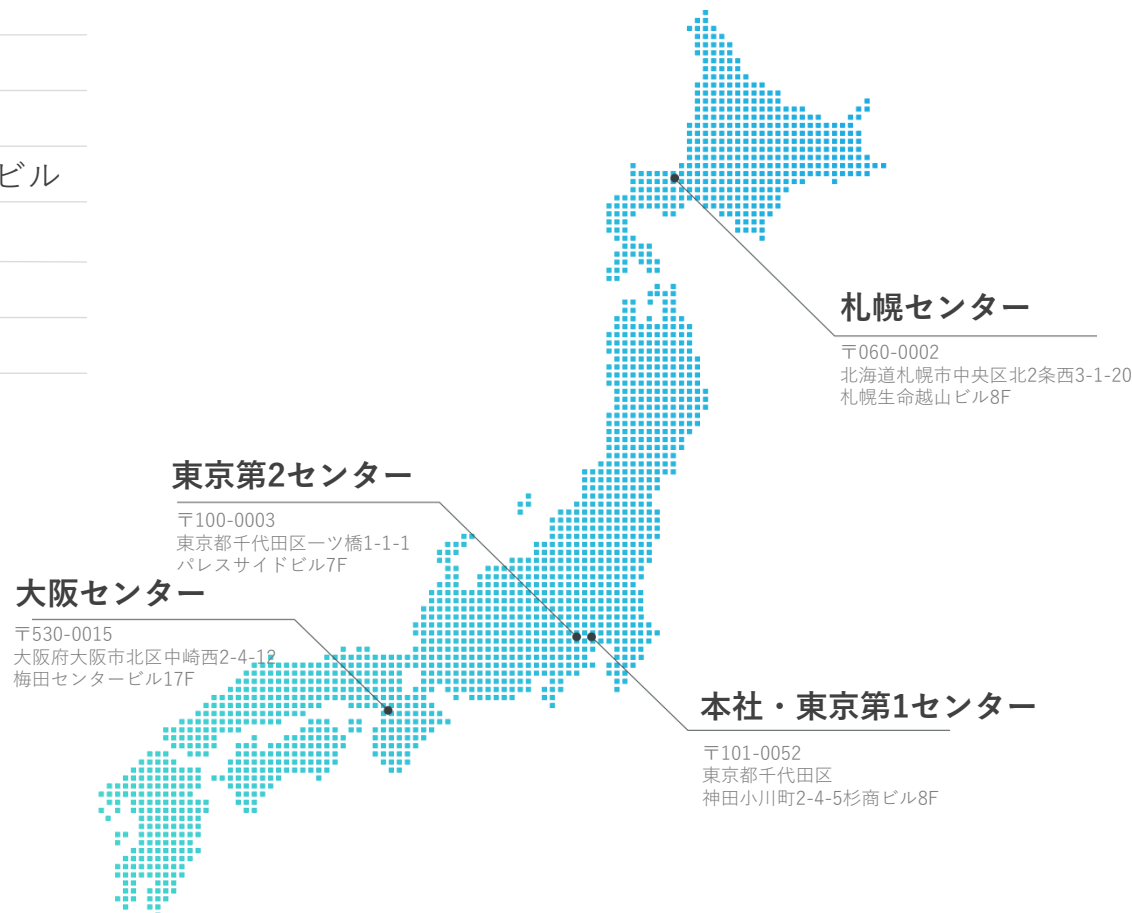 ビル
札幌センター
〒060-0002
北海道札幌市中央区北2条西3-1-20
札幌生命越山ビル8F
東京第2センター
〒100-0003
東京都千代田区一ツ橋1-1-1
パレスサイドビル7F
大阪センター
〒530-0015
大阪府大阪市北区中崎西2-4-12
梅田センタービル17F
本社・東京第1センター
〒101-0052
東京都千代田区
神田小川町2-4-5杉商ビル8F